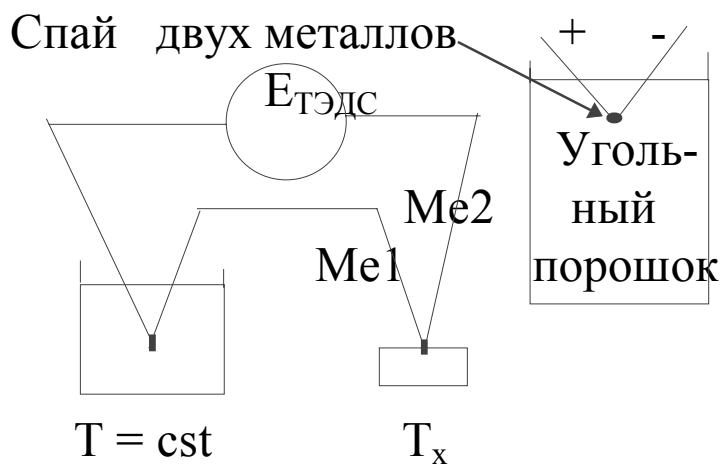 Спай двух металлов
+ -
EТЭДС
Уголь-
ный
порошок
Me2
Me1
T = cst
Tx